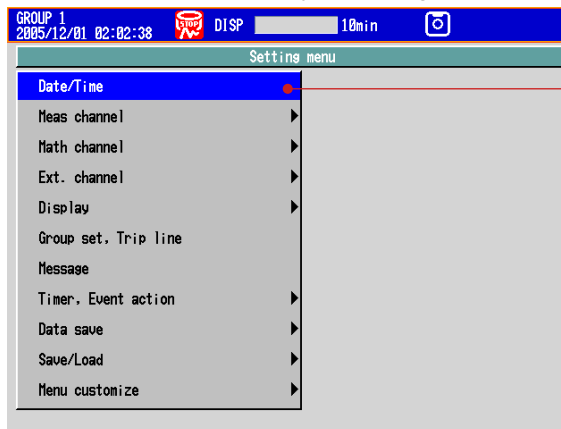 GROUP 1
2005/12/01 02:02:38
STOP
DISP
10min
Setting menu
Date/Time
Meas channel
Math channel
Ext. channel
Display
Group set, Trip line
Message
Timer, Event action
Data save
Save/Load
Menu customize